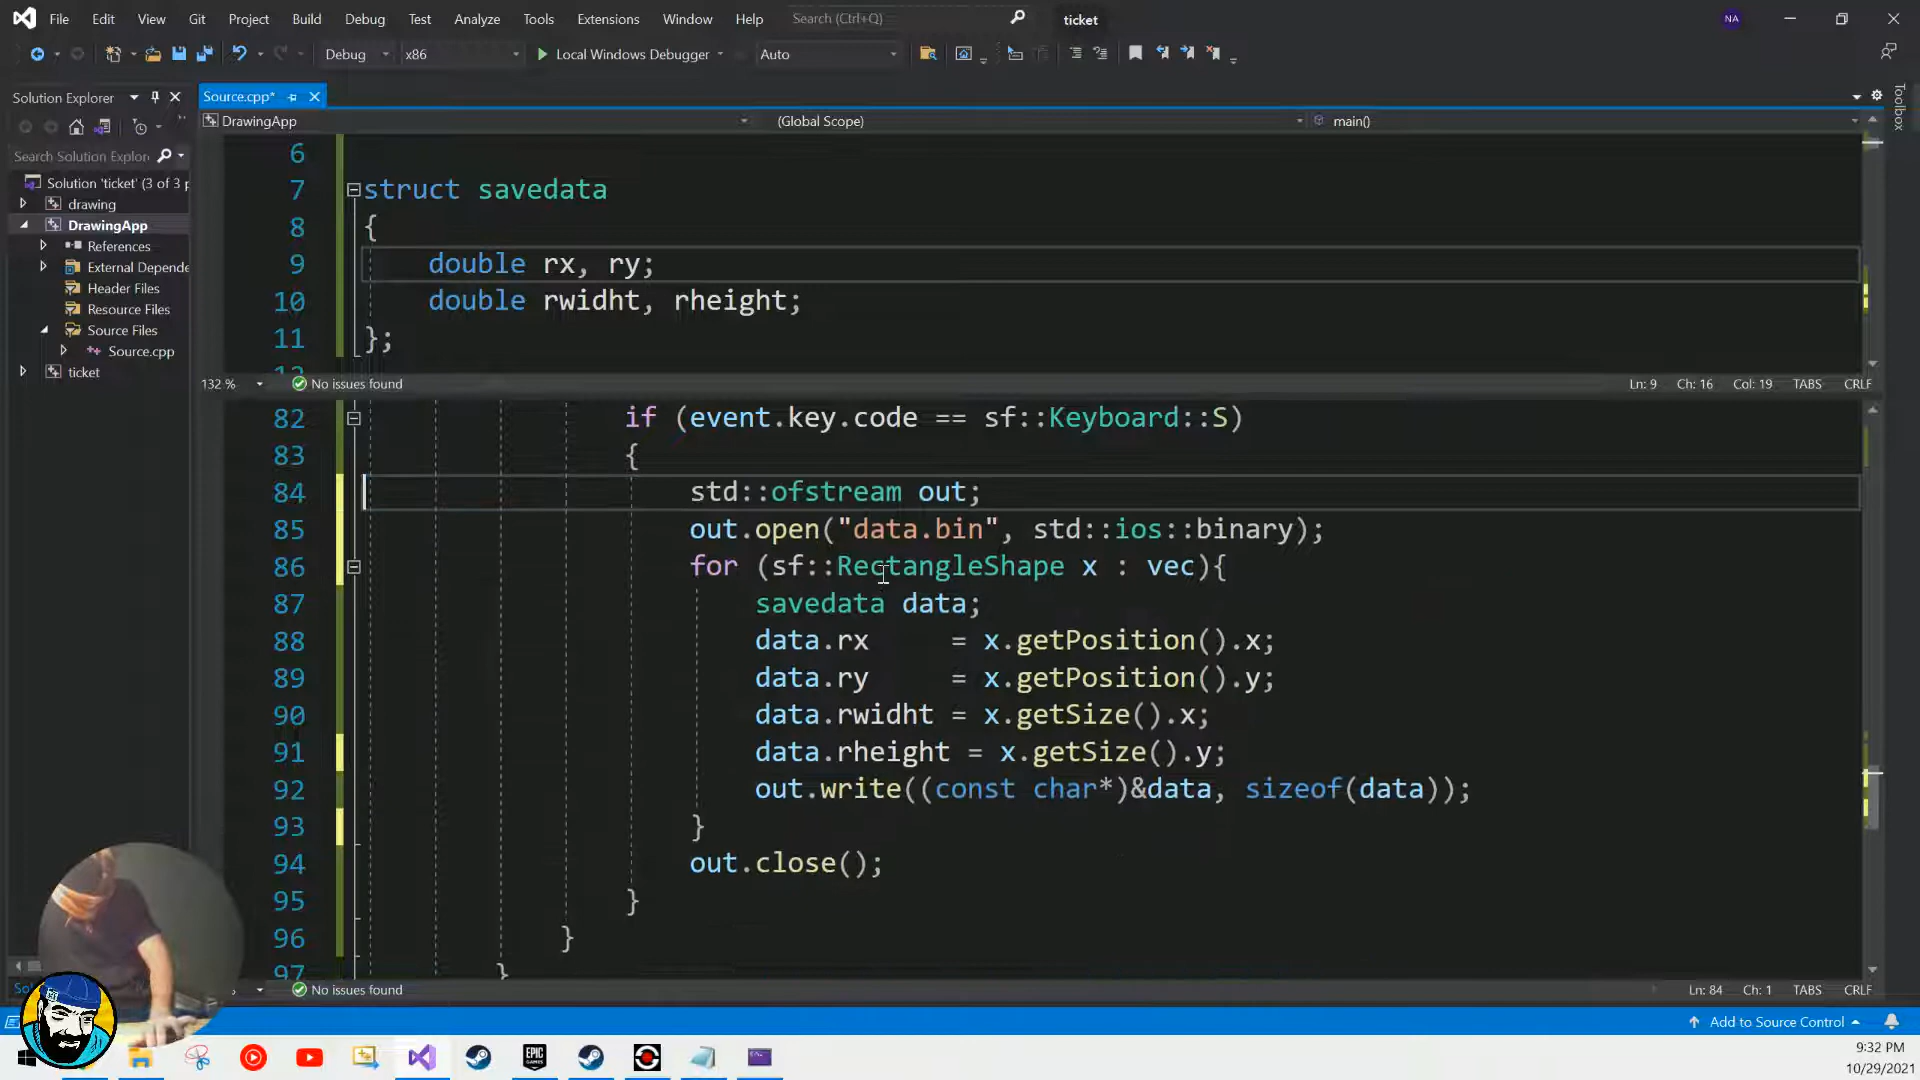 File Edit View Git Project Build Debug Test Analyze Tools Extensions Window Help Search (Ctrl+Q) ticket NA
Debug x86 Local Windows Debugger Auto
Solution Explorer Source.cpp*
DrawingApp (Global Scope) main()
Toolbox
Search Solution Explor
Solution 'ticket' (3 of 3 p
drawing
DrawingApp
References
External Depende
Header Files
Resource Files
Source Files
Source.cpp
ticket
6
7 struct savedata
8 {
9 double rx, ry;
10 double rwidht, rheight;
11 };
132 % No issues found Ln: 9 Ch: 16 Col: 19 TABS CRLF
82 if (event.key.code == sf::Keyboard::S)
83 {
84 std::ofstream out;
85 out.open("data.bin", std::ios::binary);
86 for (sf::RectangleShape x : vec){
87 savedata data;
88 data.rx = x.getPosition().x;
89 data.ry = x.getPosition().y;
90 data.rwidht = x.getSize().x;
91 data.rheight = x.getSize().y;
92 out.write((const char*)&data, sizeof(data));
93 }
94 out.close();
95 }
96 }
97 }
No issues found Ln: 84 Ch: 1 TABS CRLF
Add to Source Control
EPIC GAMES
9:32 PM
10/29/2021